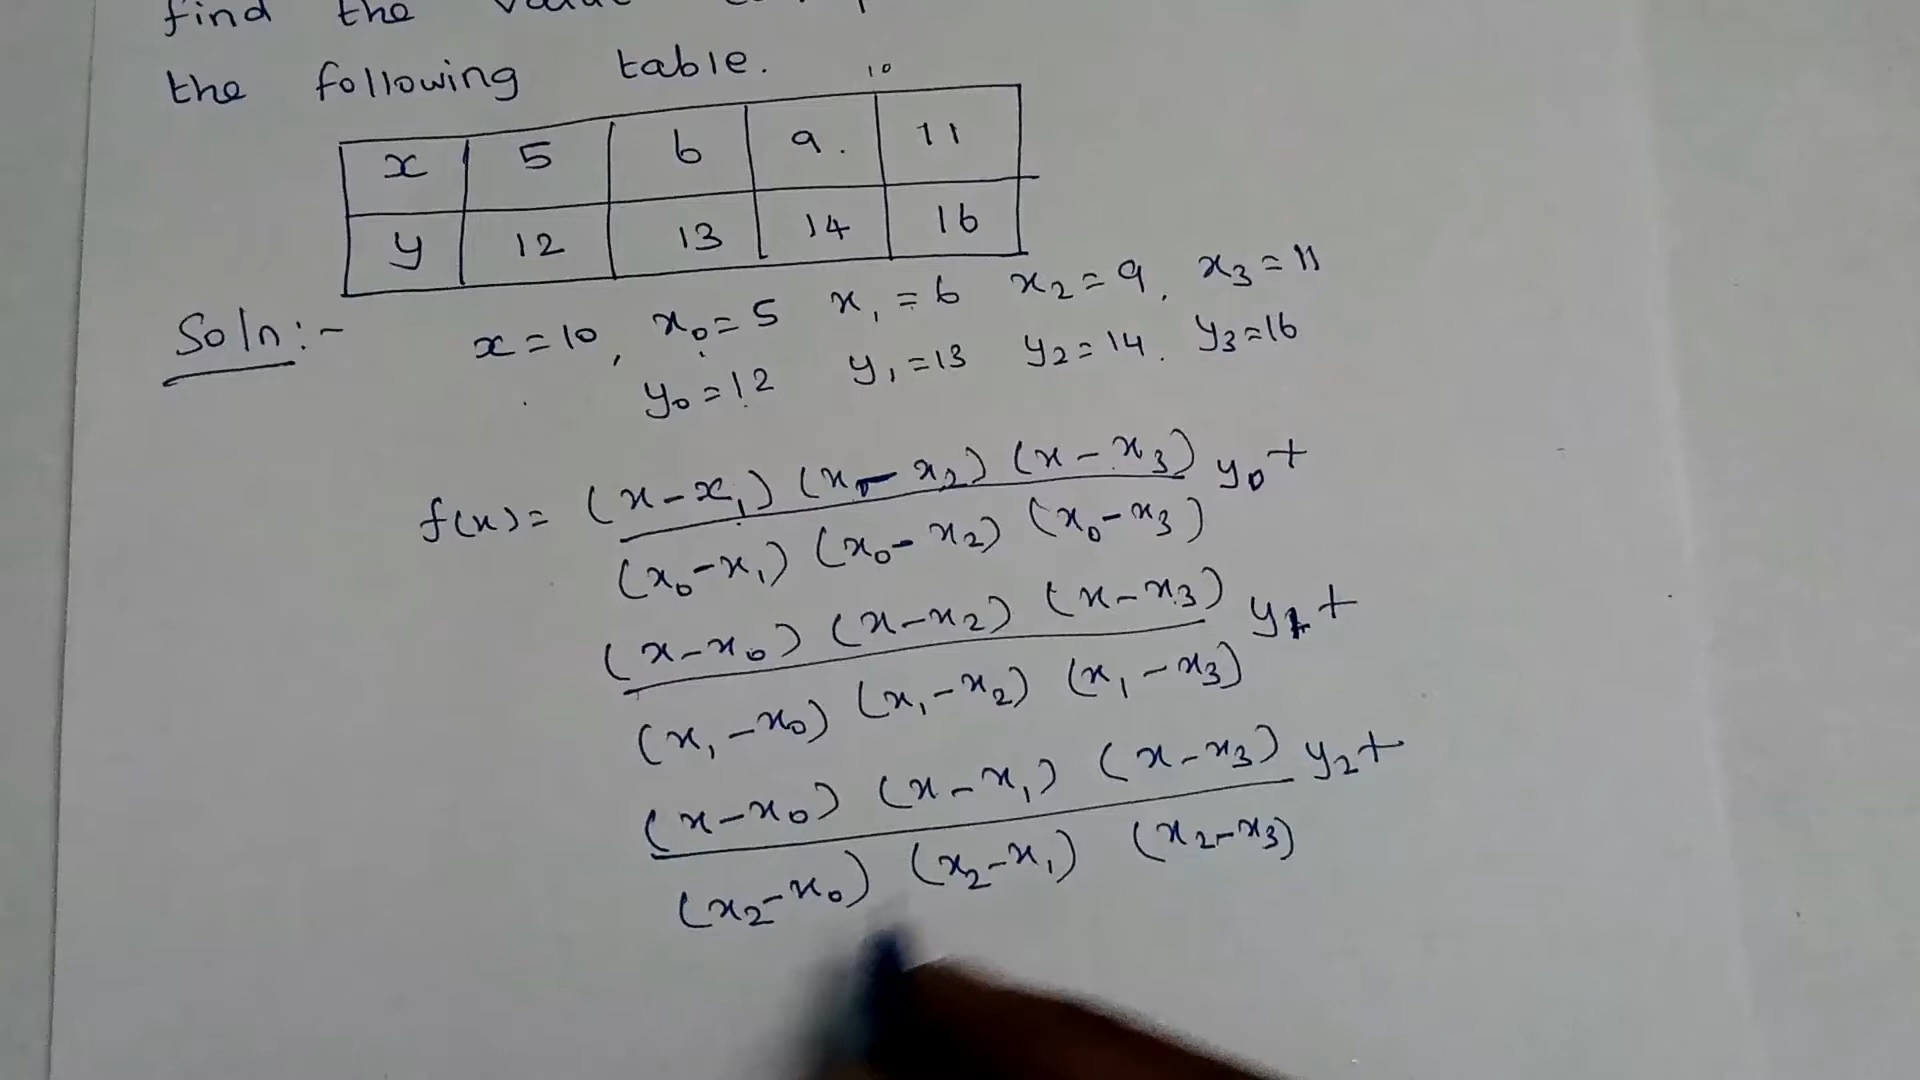 find the
the following table.
10
x 5 6 9. 11
y 12 13 14 16
Soln:- x=10, x₀=5 x₁=6 x₂=9, x₃=11
y₀=12 y₁=13 y₂=14. y₃=16
f(x)= (x-x₁) (x-x₂) (x-x₃) y₀+
(x₀-x₁) (x₀-x₂) (x₀-x₃)
(x-x₀) (x-x₂) (x-x₃) y₁+
(x₁-x₀) (x₁-x₂) (x₁-x₃)
(x-x₀) (x-x₁) (x-x₃) y₂+
(x₂-x₀) (x₂-x₁) (x₂-x₃)